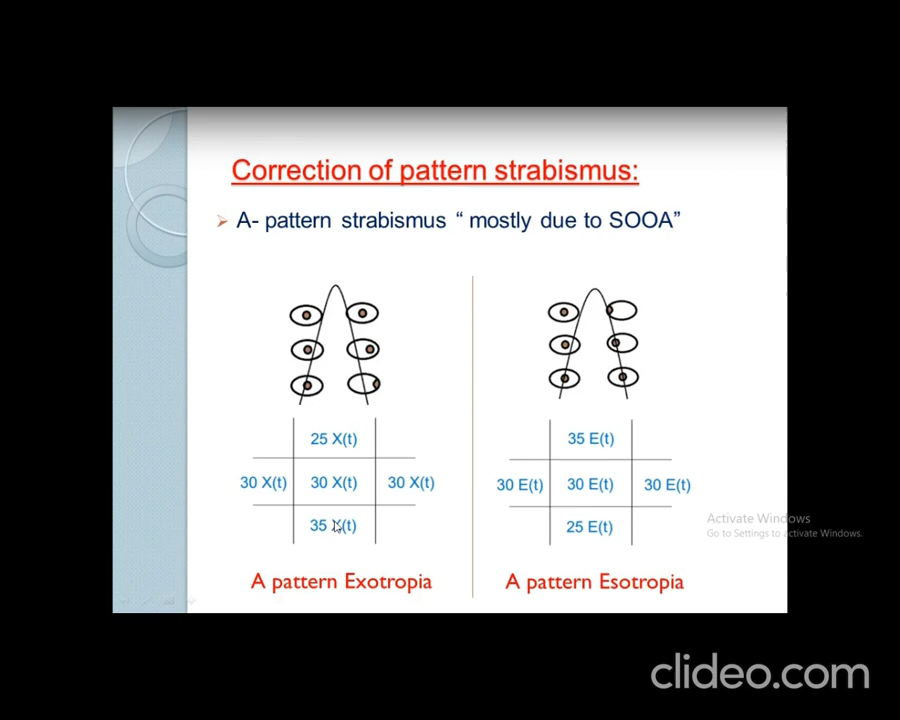 Correction of pattern strabismus:
A- pattern strabismus “ mostly due to SOOA”
25 X(t)
30 X(t) 30 X(t) 30 X(t)
35 X(t)
A pattern Exotropia
35 E(t)
30 E(t) 30 E(t) 30 E(t)
25 E(t)
A pattern Esotropia
Activate Windows
Go to Settings to activate Windows.
clideo.com